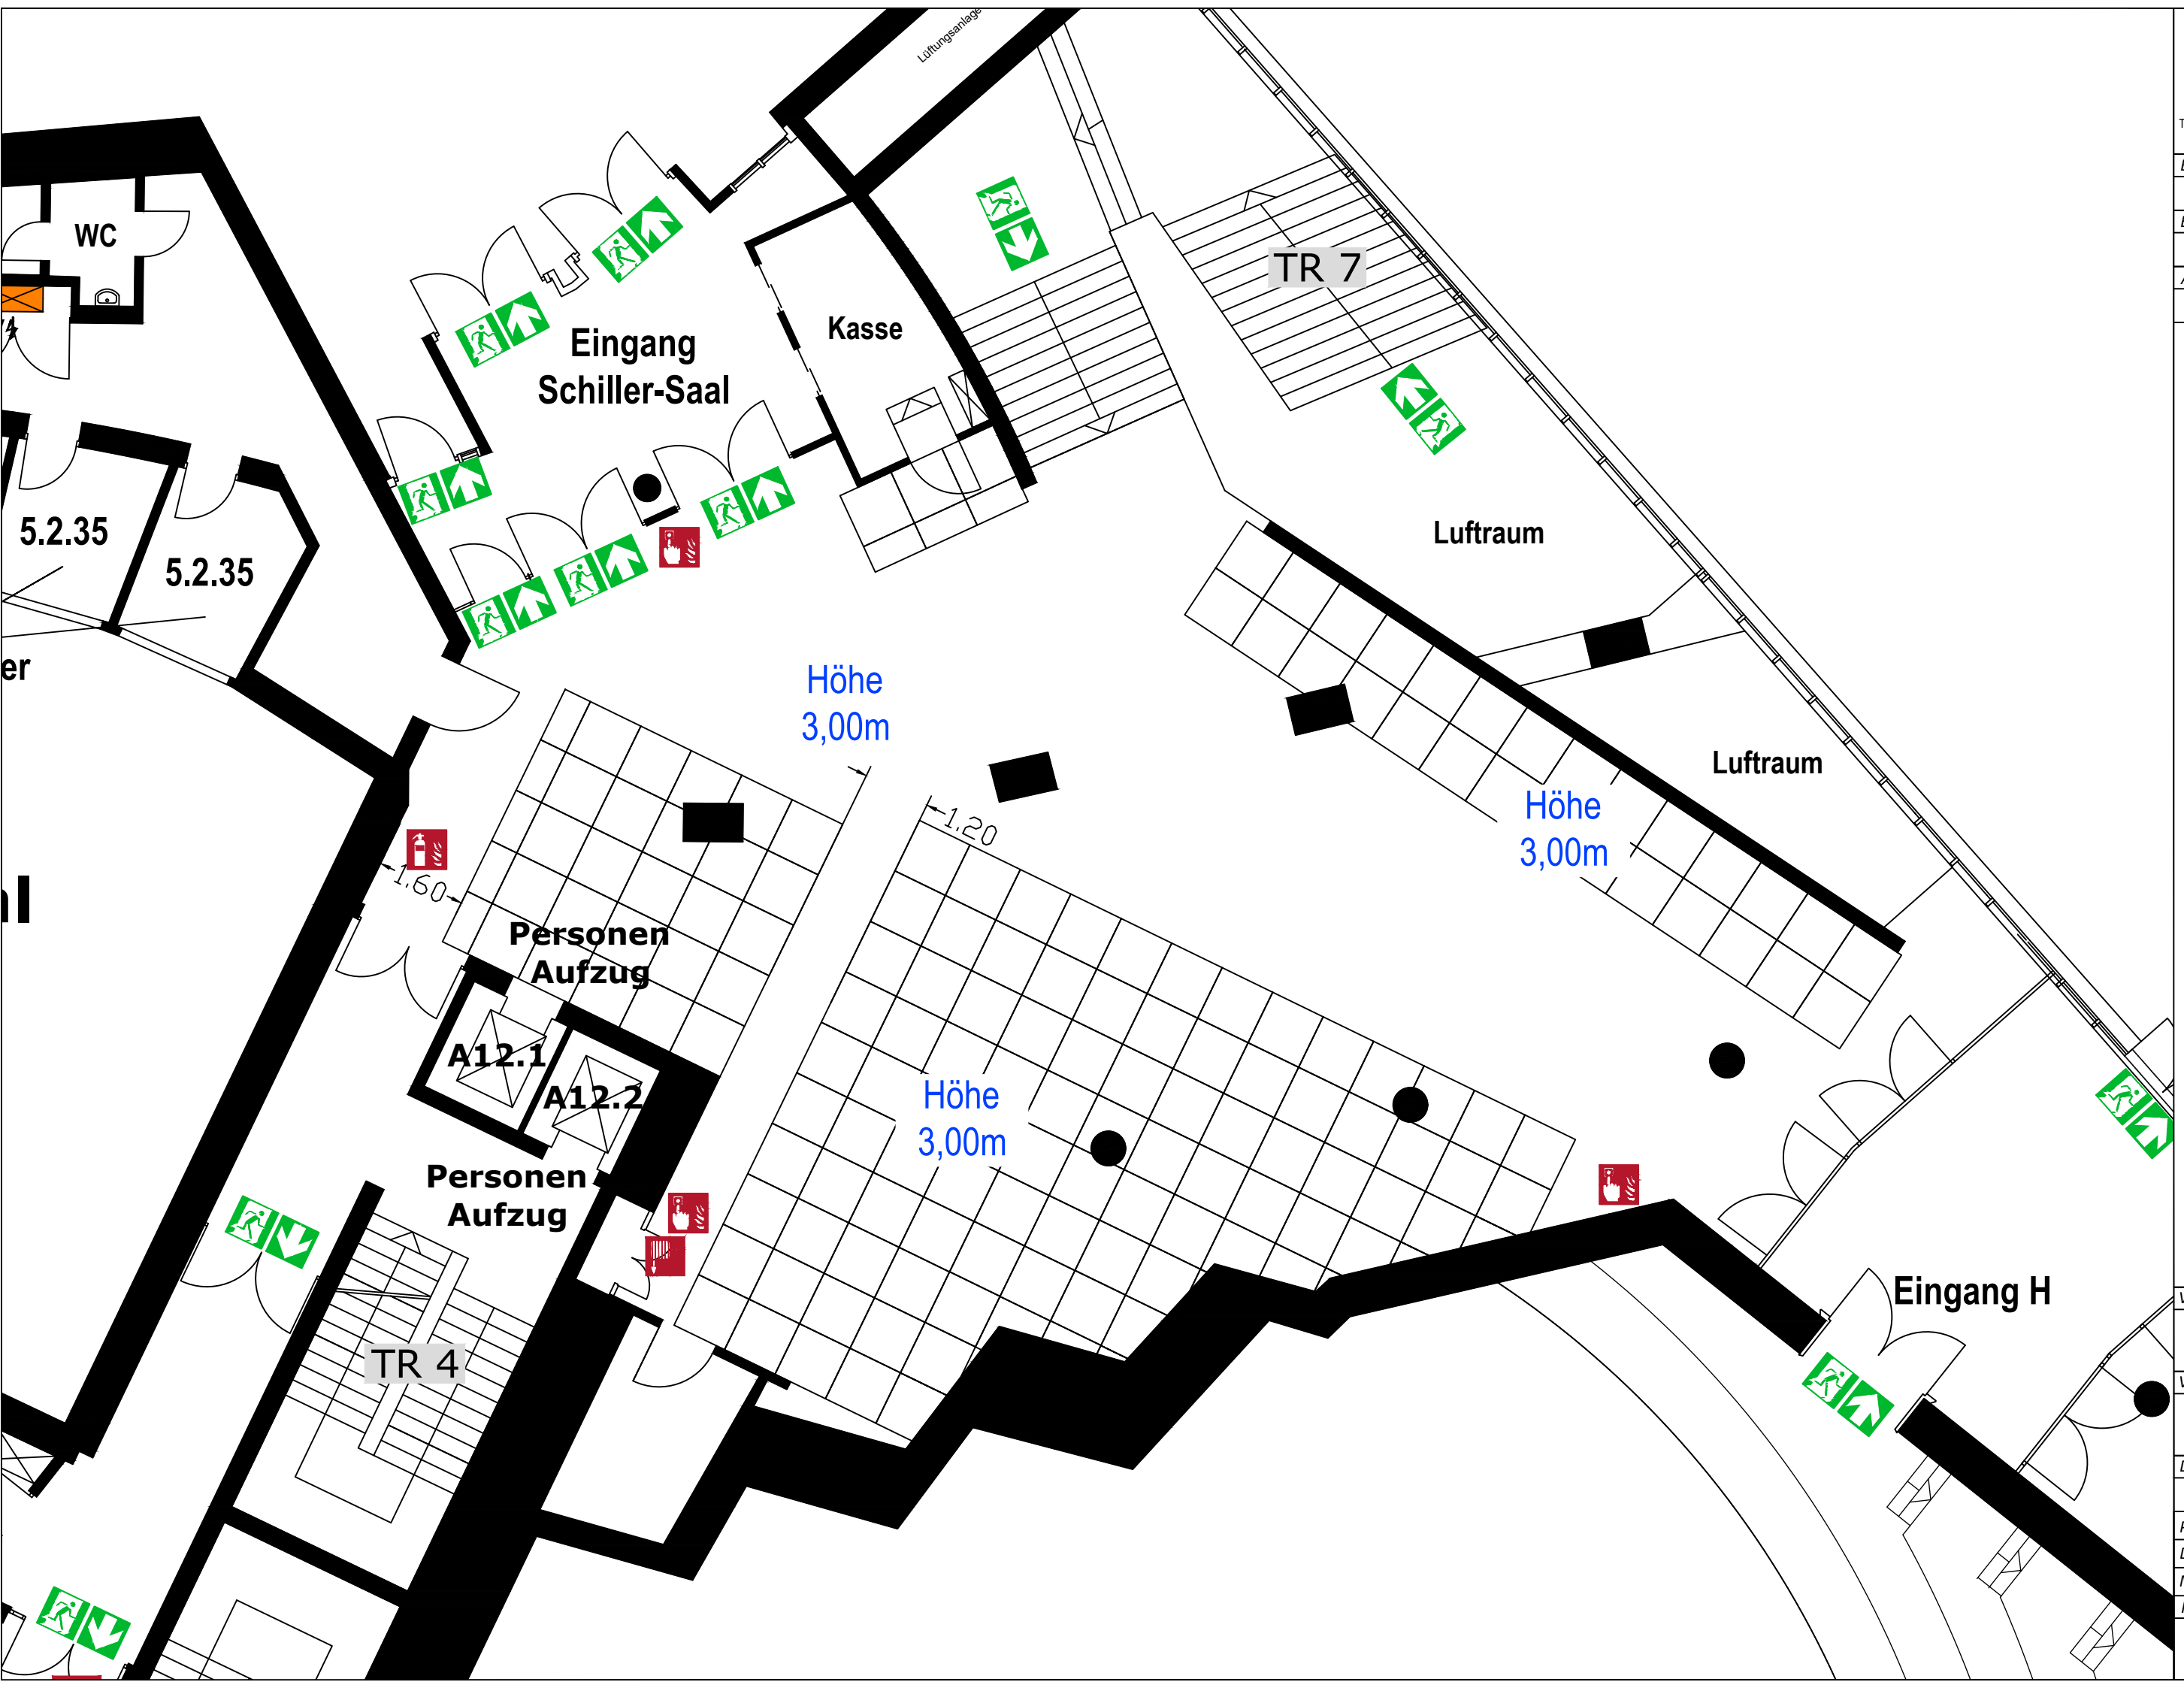 Lüftungsanlage
WC
TR 7
Kasse
Eingang
Schiller-Saal
5.2.35
5.2.35
Luftraum
er
Höhe
3,00m
Luftraum
Höhe
3,00m
1.20
1.60
al
Personen
Aufzug
A12.1
A12.2
Höhe
3,00m
Personen
Aufzug
Eingang H
TR 4